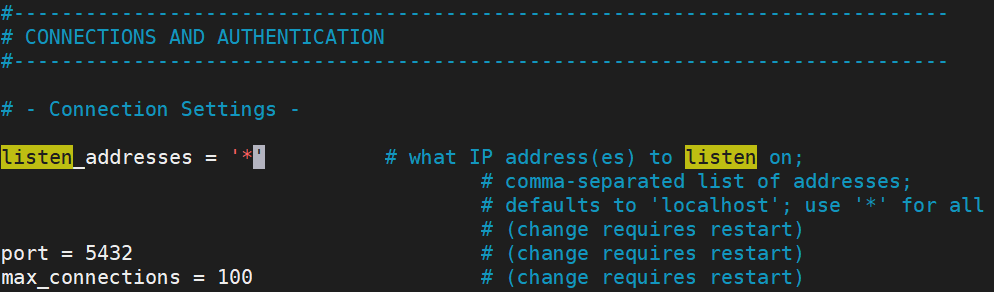 #------------------------------------------------------------------------------
# CONNECTIONS AND AUTHENTICATION
#------------------------------------------------------------------------------
# - Connection Settings -
listen_addresses = '*'          # what IP address(es) to listen on;
                                        # comma-separated list of addresses;
                                        # defaults to 'localhost'; use '*' for all
                                        # (change requires restart)
port = 5432                             # (change requires restart)
max_connections = 100                   # (change requires restart)